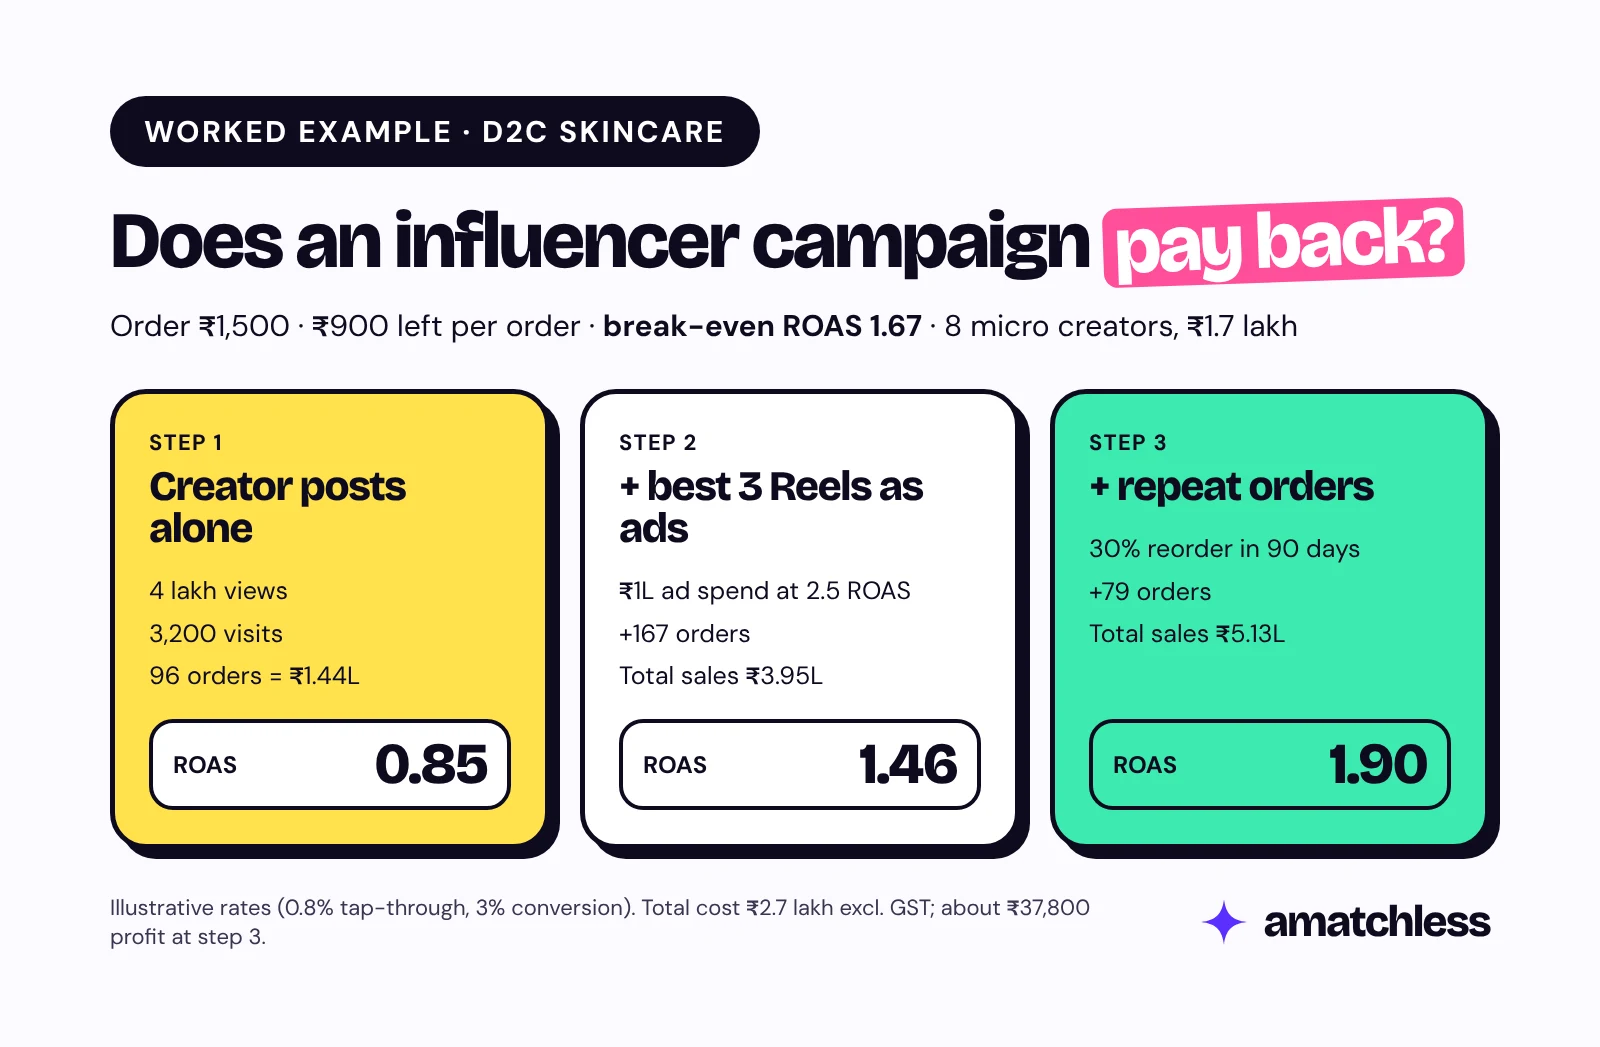 WORKED EXAMPLE · D2C SKINCARE
Does an influencer campaign pay back?
Order ₹1,500 · ₹900 left per order · break-even ROAS 1.67 · 8 micro creators, ₹1.7 lakh
STEP 1
Creator posts
alone
4 lakh views
3,200 visits
96 orders = ₹1.44L
ROAS 0.85
STEP 2
+ best 3 Reels as
ads
₹1L ad spend at 2.5 ROAS
+167 orders
Total sales ₹3.95L
ROAS 1.46
STEP 3
+ repeat orders
30% reorder in 90 days
+79 orders
Total sales ₹5.13L
ROAS 1.90
Illustrative rates (0.8% tap-through, 3% conversion). Total cost ₹2.7 lakh excl. GST; about ₹37,800
profit at step 3.
amatchless